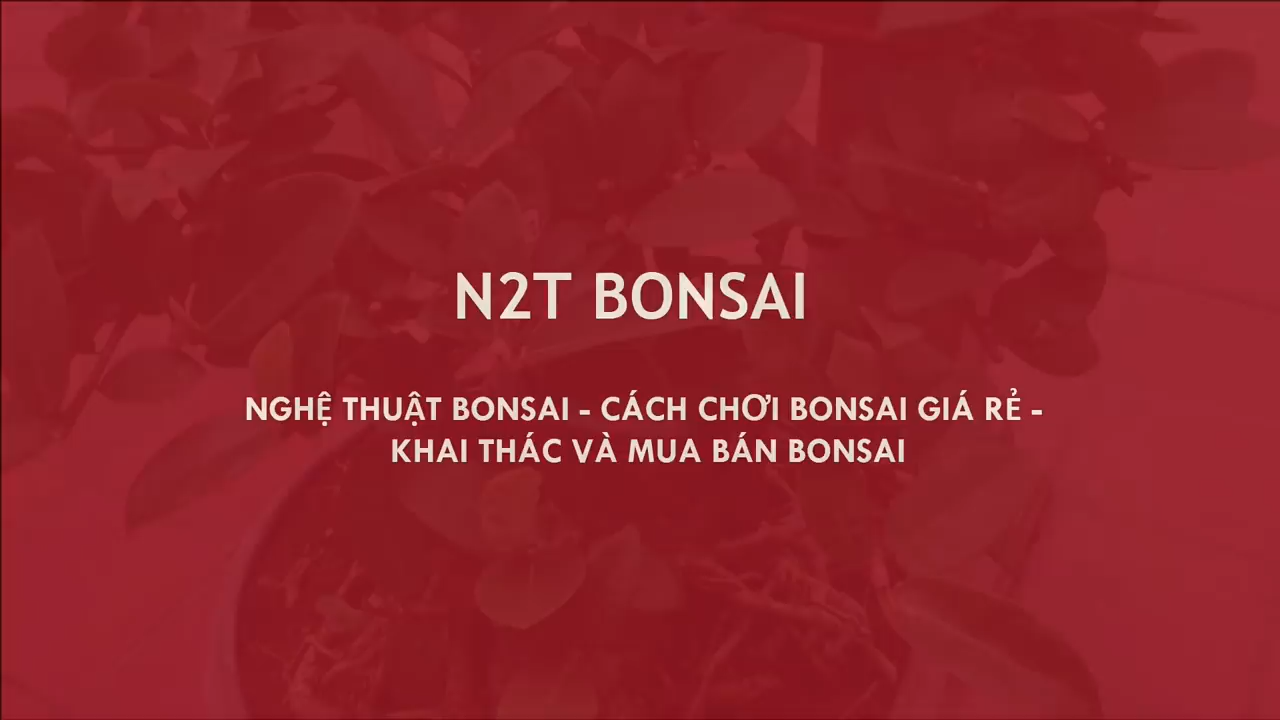 N2T BONSAI
NGHỆ THUẬT BONSAI - CÁCH CHƠI BONSAI GIÁ RẺ -
KHAI THÁC VÀ MUA BÁN BONSAI